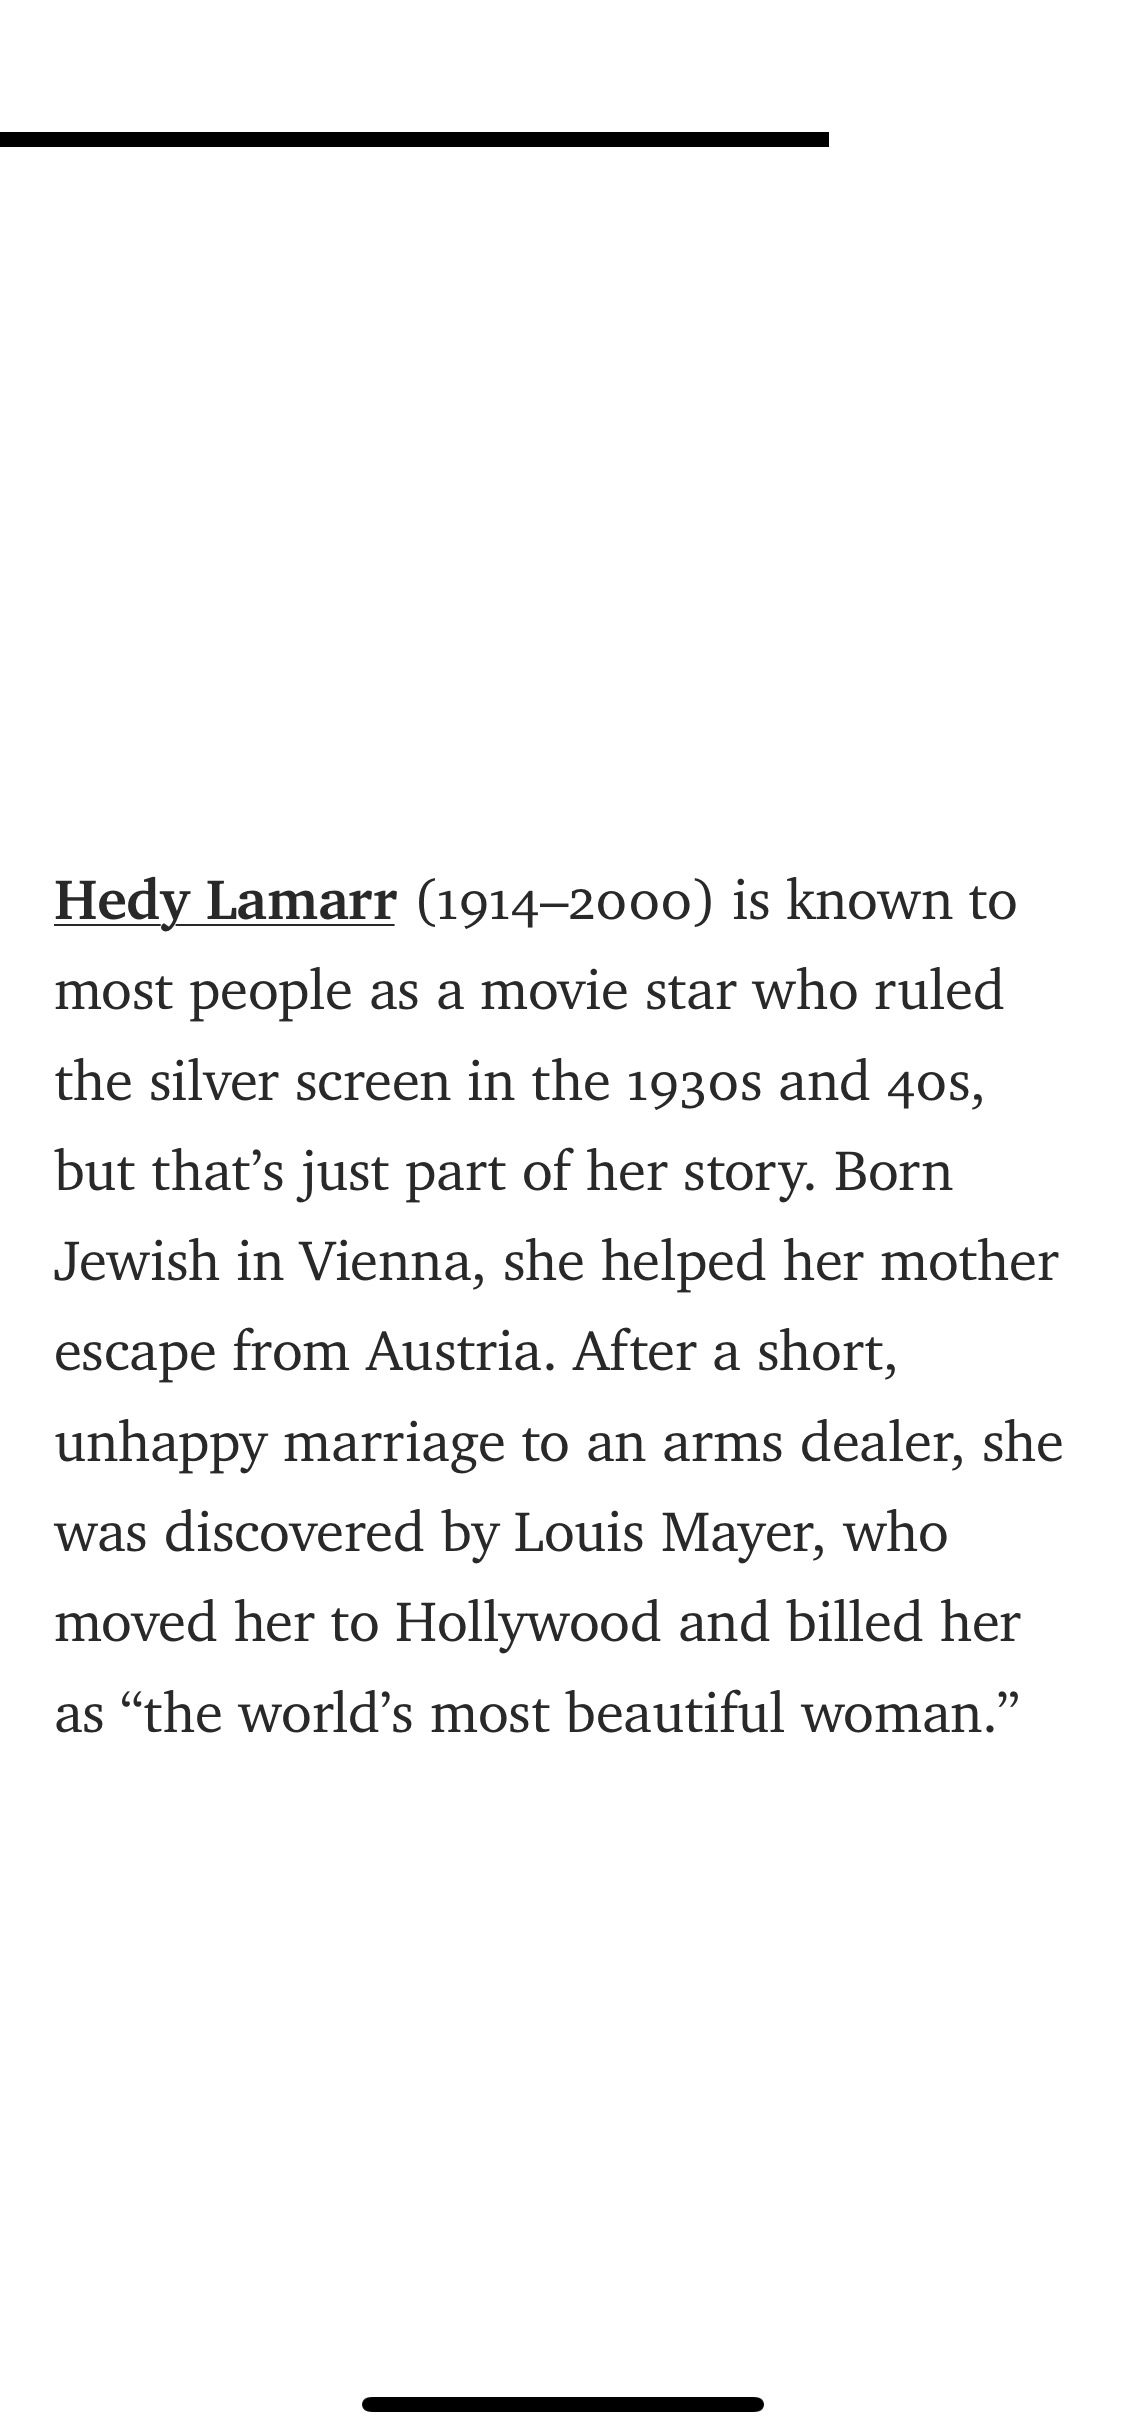 Hedy Lamarr (1914–2000) is known to
most people as a movie star who ruled
the silver screen in the 1930s and 40s,
but that’s just part of her story. Born
Jewish in Vienna, she helped her mother
escape from Austria. After a short,
unhappy marriage to an arms dealer, she
was discovered by Louis Mayer, who
moved her to Hollywood and billed her
as “the world’s most beautiful woman.”